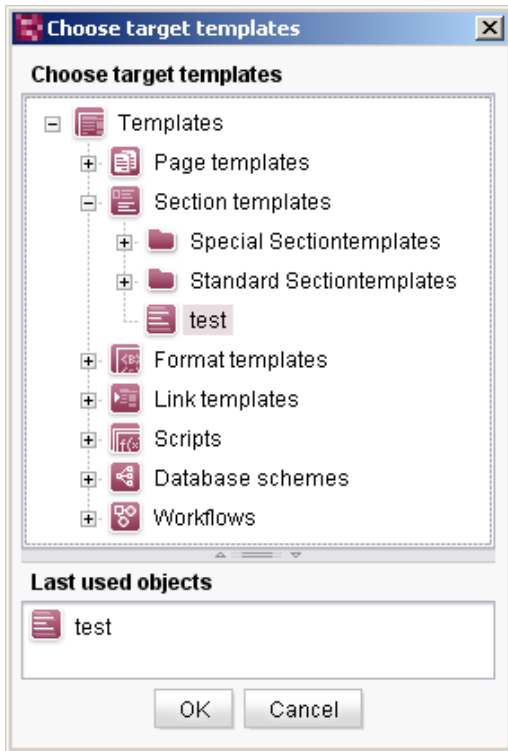 Choose target templates
Choose target templates
Templates
Page templates
Section templates
Special Sectiontemplates
Standard Sectiontemplates
test
Format templates
Link templates
Scripts
Database schemes
Workflows
Last used objects
test
OK Cancel